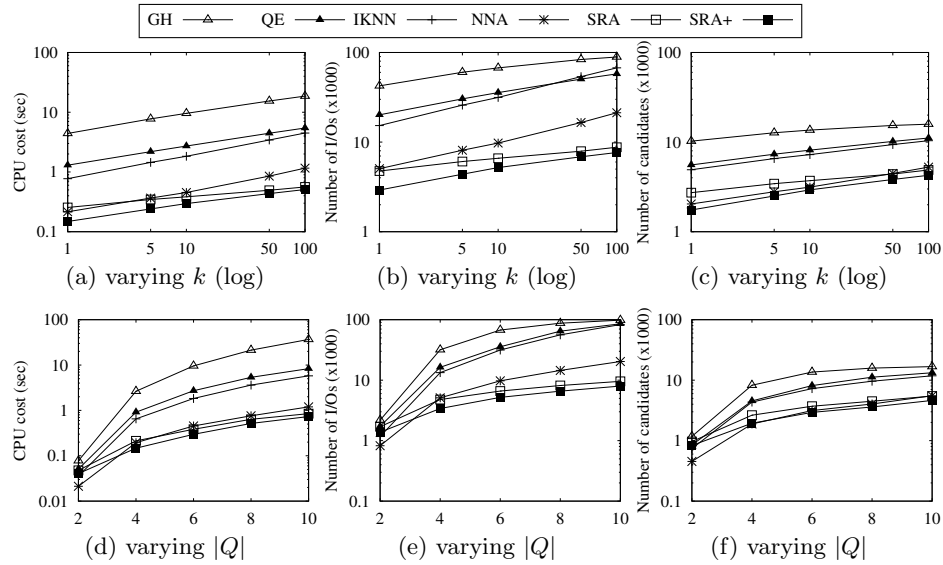 GH QE IKNN NNA SRA SRA+
100 10 1 0.1
CPU cost (sec)
1 5 10 50 100
(a) varying k (log)
100 10 1
Number of I/Os (x1000)
1 5 10 50 100
(b) varying k (log)
100 10 1
Number of candidates (x1000)
1 5 10 50 100
(c) varying k (log)
100 10 1 0.1 0.01
CPU cost (sec)
2 4 6 8 10
(d) varying |Q|
100 10 1 0.1
Number of I/Os (x1000)
2 4 6 8 10
(e) varying |Q|
100 10 1 0.1
Number of candidates (x1000)
2 4 6 8 10
(f) varying |Q|